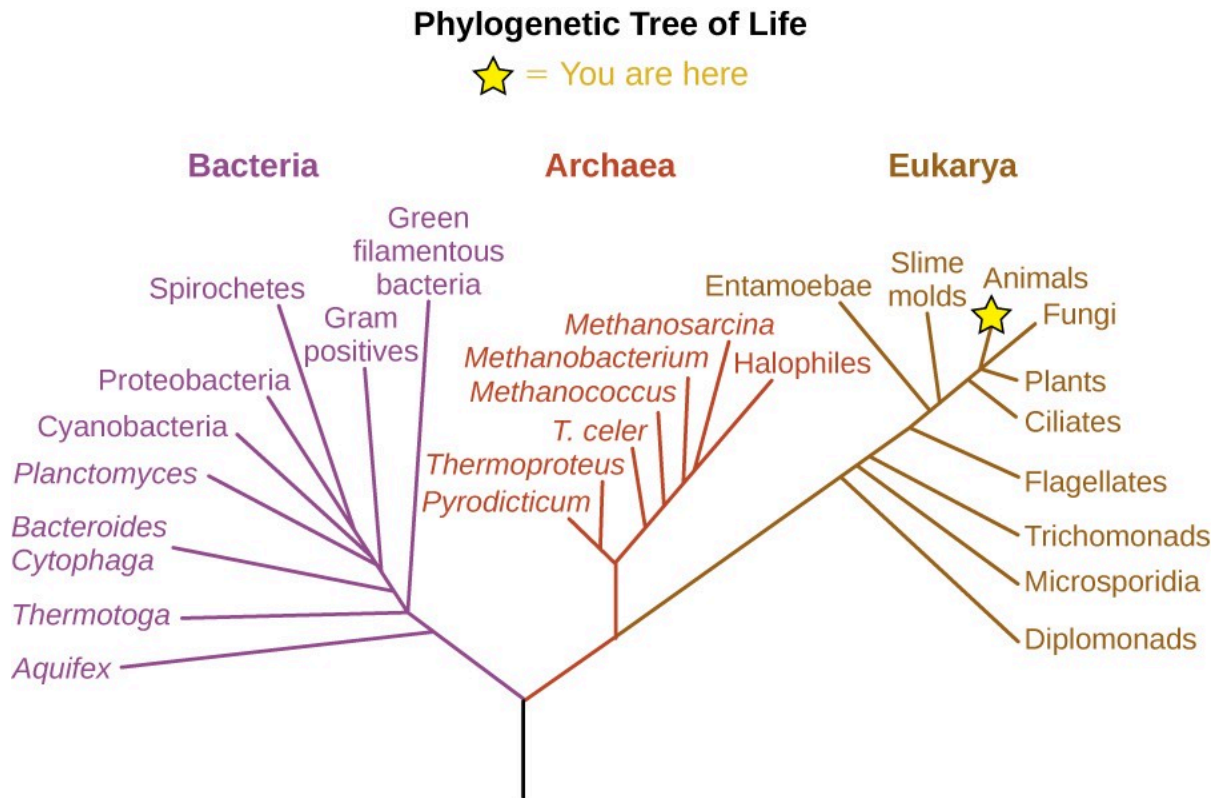 Phylogenetic Tree of Life
= You are here
Bacteria
Archaea
Eukarya
Green
filamentous
bacteria
Spirochetes
Gram
positives
Proteobacteria
Cyanobacteria
Planctomyces
Bacteroides
Cytophaga
Thermotoga
Aquifex
Methanosarcina
Methanobacterium
Halophiles
Methanococcus
T. celer
Thermoproteus
Pyrodicticum
Entamoebae
Slime
molds
Animals
Fungi
Plants
Ciliates
Flagellates
Trichomonads
Microsporidia
Diplomonads